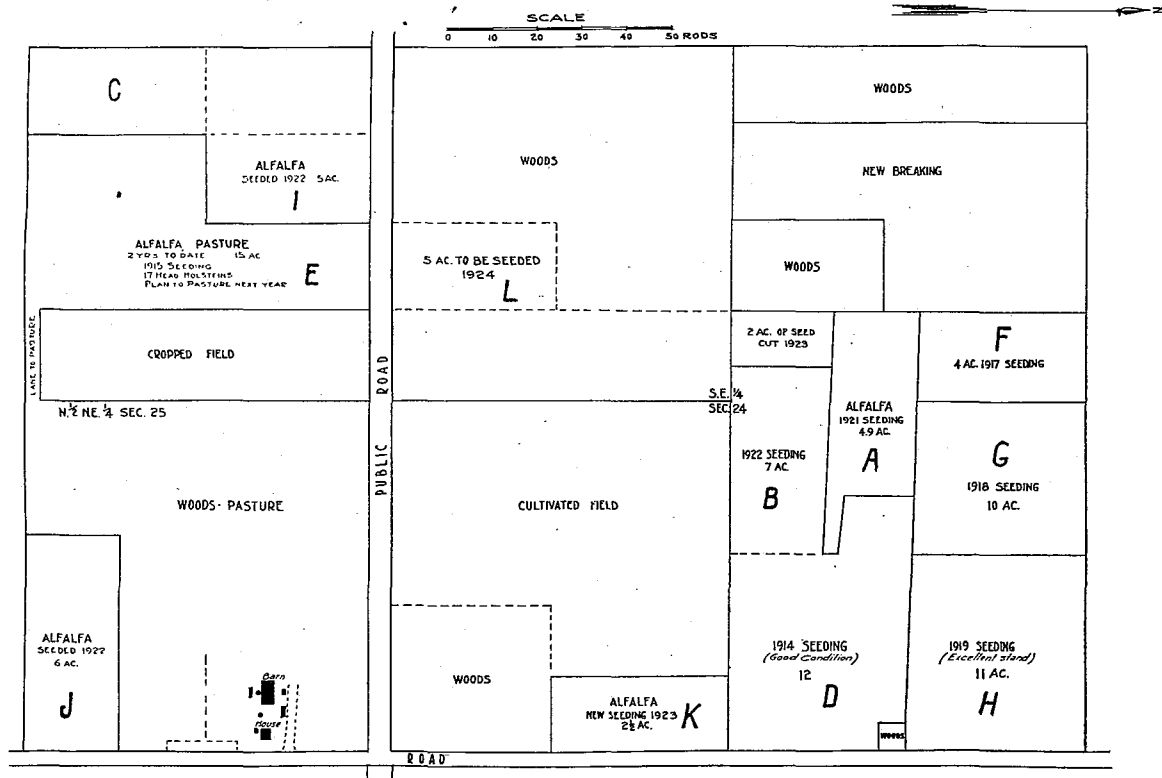 SCALE
0 10 20 30 40 50 RODS
N
C
WOODS
ALFALFA
SEEDED 1922 5 AC.
I
WOODS
NEW BREAKING
ALFALFA PASTURE
2 YRS TO DATE 15 AC
1915 SEEDING
17 HEAD HOLSTEINS
PLAN TO PASTURE NEXT YEAR
E
5 AC. TO BE SEEDED
1924
L
WOODS
LANE TO PASTURE
CROPPED FIELD
PUBLIC ROAD
2 AC. OF SEED
CUT 1923
F
4 AC. 1917 SEEDING
N. ½ N.E. ¼ SEC. 25
S.E. ¼
SEC. 24
ALFALFA
1921 SEEDING
4.9 AC.
A
1922 SEEDING
7 AC.
B
G
1918 SEEDING
10 AC.
WOODS - PASTURE
CULTIVATED FIELD
ALFALFA
SEEDED 1922
6 AC.
J
Barn
House
WOODS
ALFALFA
NEW SEEDING 1923
2½ AC.
K
1914 SEEDING
(Good Condition)
12
D
1919 SEEDING
(Excellent stand)
11 AC.
H
WOODS
ROAD